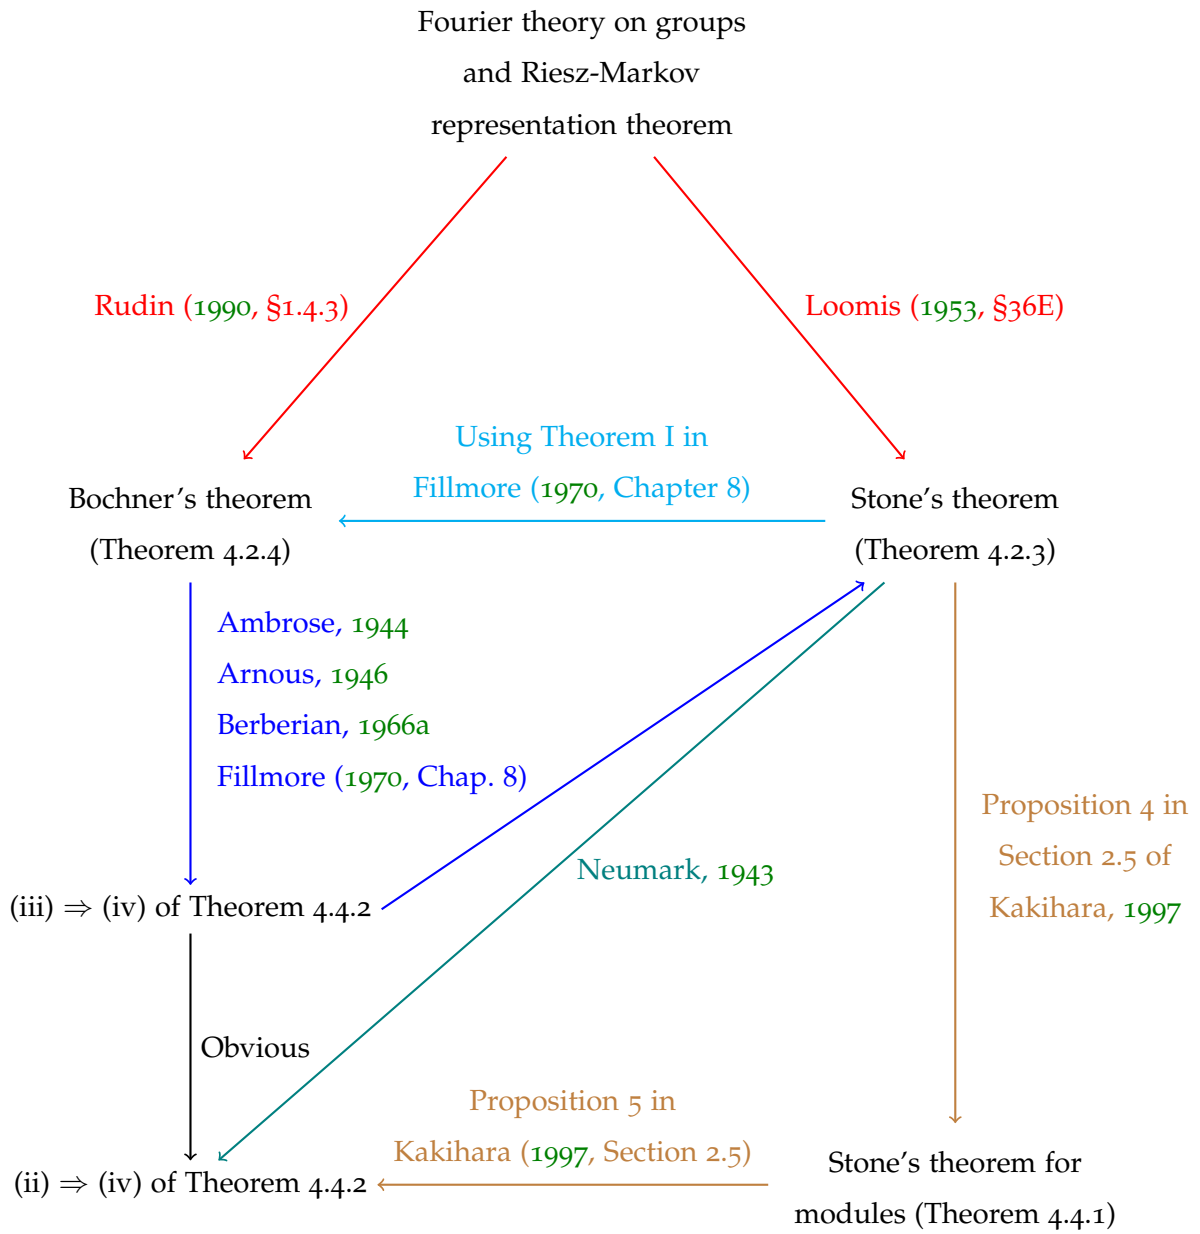 Fourier theory on groups
and Riesz-Markov
representation theorem
Rudin (1990, §1.4.3)
Loomis (1953, §36E)
Using Theorem I in
Fillmore (1970, Chapter 8)
Bochner's theorem
(Theorem 4.2.4)
Stone's theorem
(Theorem 4.2.3)
Ambrose, 1944
Arnous, 1946
Berberian, 1966a
Fillmore (1970, Chap. 8)
Proposition 4 in
Section 2.5 of
Kakihara, 1997
Neumark, 1943
(iii) ⇒ (iv) of Theorem 4.4.2
Obvious
Proposition 5 in
Kakihara (1997, Section 2.5)
(ii) ⇒ (iv) of Theorem 4.4.2
Stone's theorem for
modules (Theorem 4.4.1)